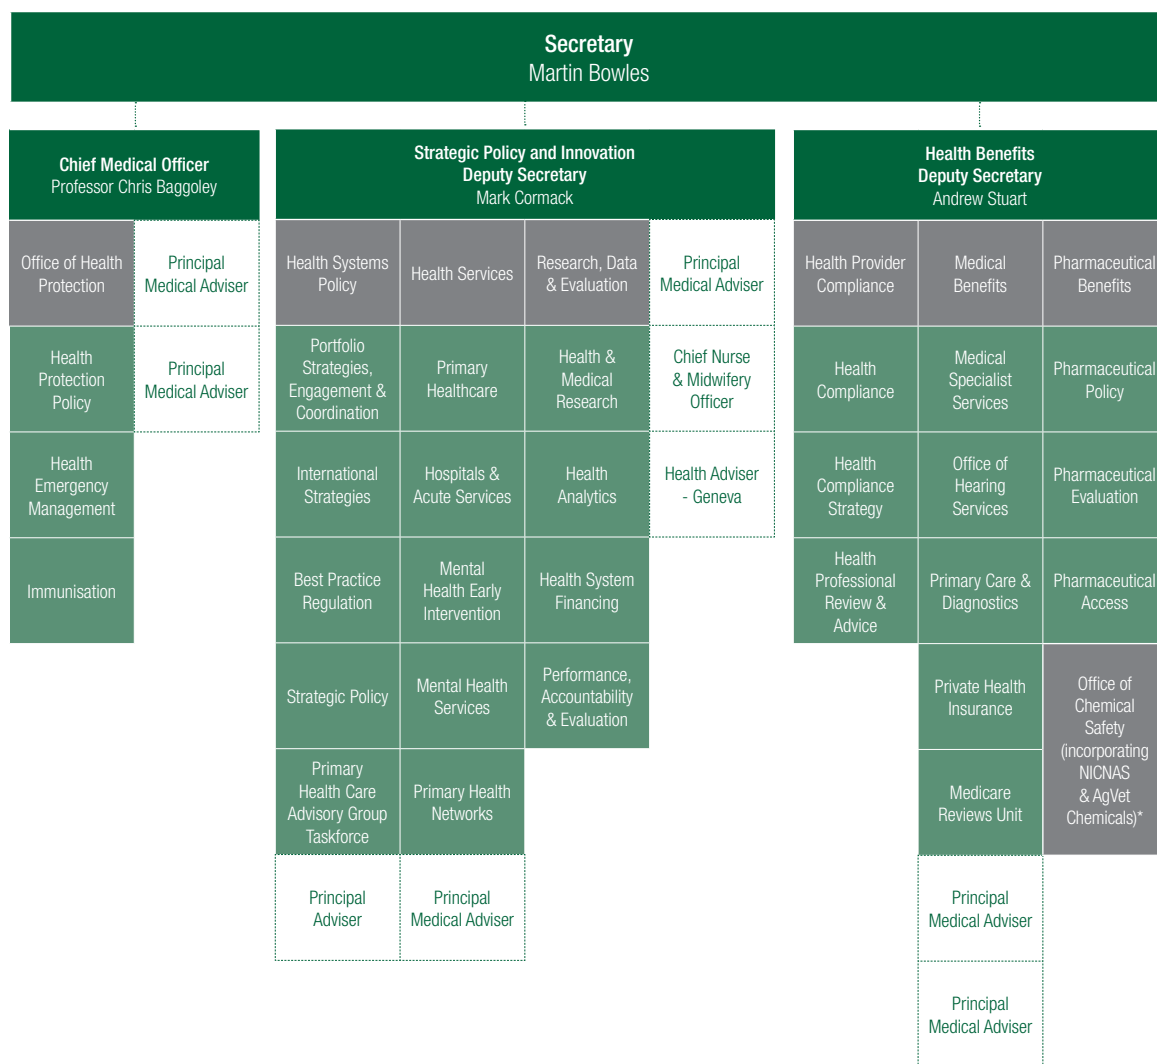 Secretary
Martin Bowles
Chief Medical Officer
Professor Chris Baggoley
Office of Health
Protection
Principal
Medical Adviser
Health
Protection
Policy
Principal
Medical Adviser
Health
Emergency
Management
Immunisation
Strategic Policy and Innovation
Deputy Secretary
Mark Cormack
Health Systems
Policy
Portfolio
Strategies,
Engagement &
Coordination
International
Strategies
Best Practice
Regulation
Strategic Policy
Primary
Health Care
Advisory Group
Taskforce
Principal
Adviser
Health Services
Primary
Healthcare
Hospitals &
Acute Services
Mental
Health Early
Intervention
Mental Health
Services
Primary Health
Networks
Principal
Medical Adviser
Research, Data
& Evaluation
Health &
Medical
Research
Health
Analytics
Health System
Financing
Performance,
Accountability
& Evaluation
Principal
Medical Adviser
Chief Nurse
& Midwifery
Officer
Health Adviser
- Geneva
Health Benefits
Deputy Secretary
Andrew Stuart
Health Provider
Compliance
Health
Compliance
Health
Compliance
Strategy
Health
Professional
Review &
Advice
Medical
Benefits
Medical
Specialist
Services
Office of
Hearing
Services
Primary Care &
Diagnostics
Private Health
Insurance
Medicare
Reviews Unit
Principal
Medical Adviser
Principal
Medical Adviser
Pharmaceutical
Benefits
Pharmaceutical
Policy
Pharmaceutical
Evaluation
Pharmaceutical
Access
Office of
Chemical
Safety
(incorporating
NICNAS
& AgVet
Chemicals)*